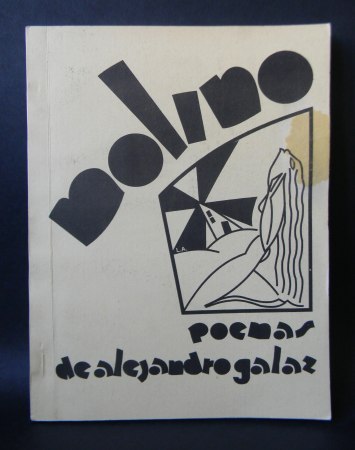 molino
L.A.
poemas
de alejandro galaz